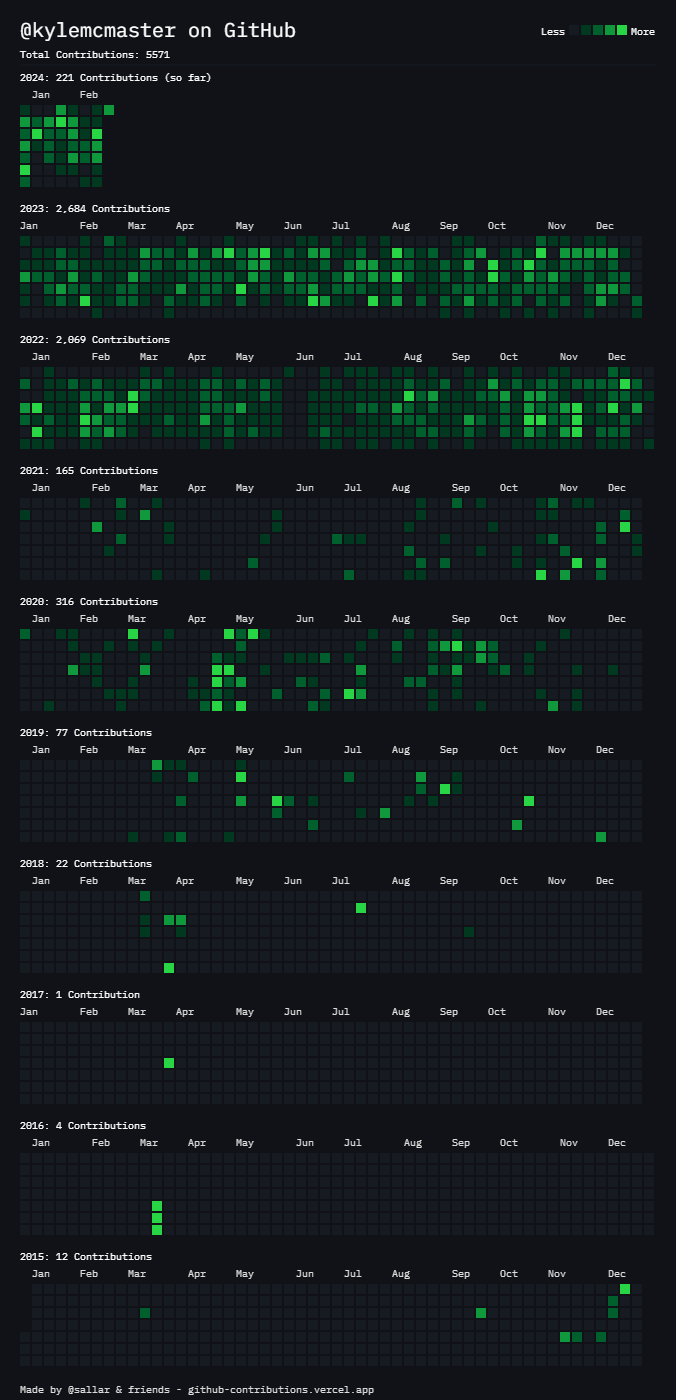 @kylemcmaster on GitHub
Less More
Total Contributions: 5571
2024: 221 Contributions (so far)
Jan Feb
2023: 2,684 Contributions
Jan Feb Mar Apr May Jun Jul Aug Sep Oct Nov Dec
2022: 2,069 Contributions
Jan Feb Mar Apr May Jun Jul Aug Sep Oct Nov Dec
2021: 165 Contributions
Jan Feb Mar Apr May Jun Jul Aug Sep Oct Nov Dec
2020: 316 Contributions
Jan Feb Mar Apr May Jun Jul Aug Sep Oct Nov Dec
2019: 77 Contributions
Jan Feb Mar Apr May Jun Jul Aug Sep Oct Nov Dec
2018: 22 Contributions
Jan Feb Mar Apr May Jun Jul Aug Sep Oct Nov Dec
2017: 1 Contribution
Jan Feb Mar Apr May Jun Jul Aug Sep Oct Nov Dec
2016: 4 Contributions
Jan Feb Mar Apr May Jun Jul Aug Sep Oct Nov Dec
2015: 12 Contributions
Jan Feb Mar Apr May Jun Jul Aug Sep Oct Nov Dec
Made by @sallar & friends - github-contributions.vercel.app